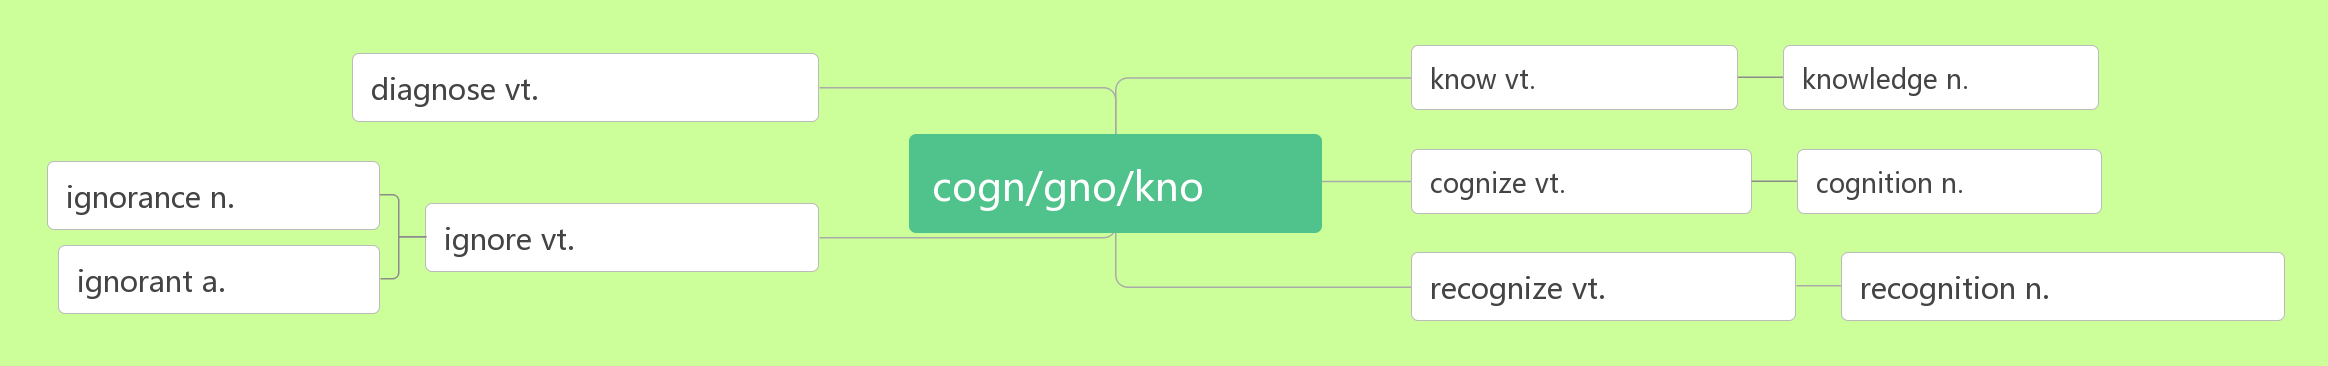 diagnose vt.
ignorance n.
ignorant a.
ignore vt.
cogn/gno/kno
know vt.
knowledge n.
cognize vt.
cognition n.
recognize vt.
recognition n.